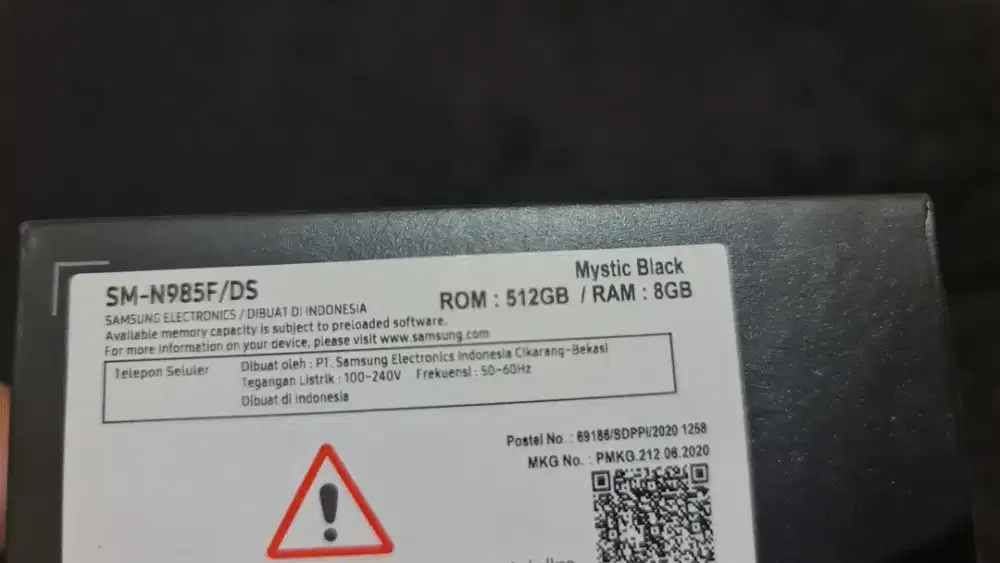 SM-N985F/DS
Mystic Black
ROM : 512GB / RAM : 8GB
SAMSUNG ELECTRONICS / DIBUAT DI INDONESIA
Available memory capacity is subject to preloaded software.
For more information on your device, please visit www.samsung.com
Telepon Seluler
Dibuat oleh : PT. Samsung Electronics Indonesia Cikarang-Bekasi
Tegangan Listrik : 100-240V Frekuensi : 50-60Hz
Dibuat di Indonesia
Postel No. : 69186/SDPPI/2020 1258
MKG No. : PMKG.212.06.2020